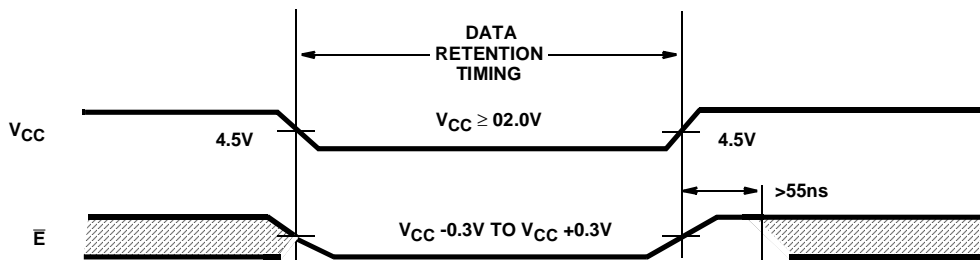 DATA
RETENTION
TIMING
VCC
4.5V
VCC ≥ 02.0V
4.5V
>55ns
E̅
VCC -0.3V TO VCC +0.3V